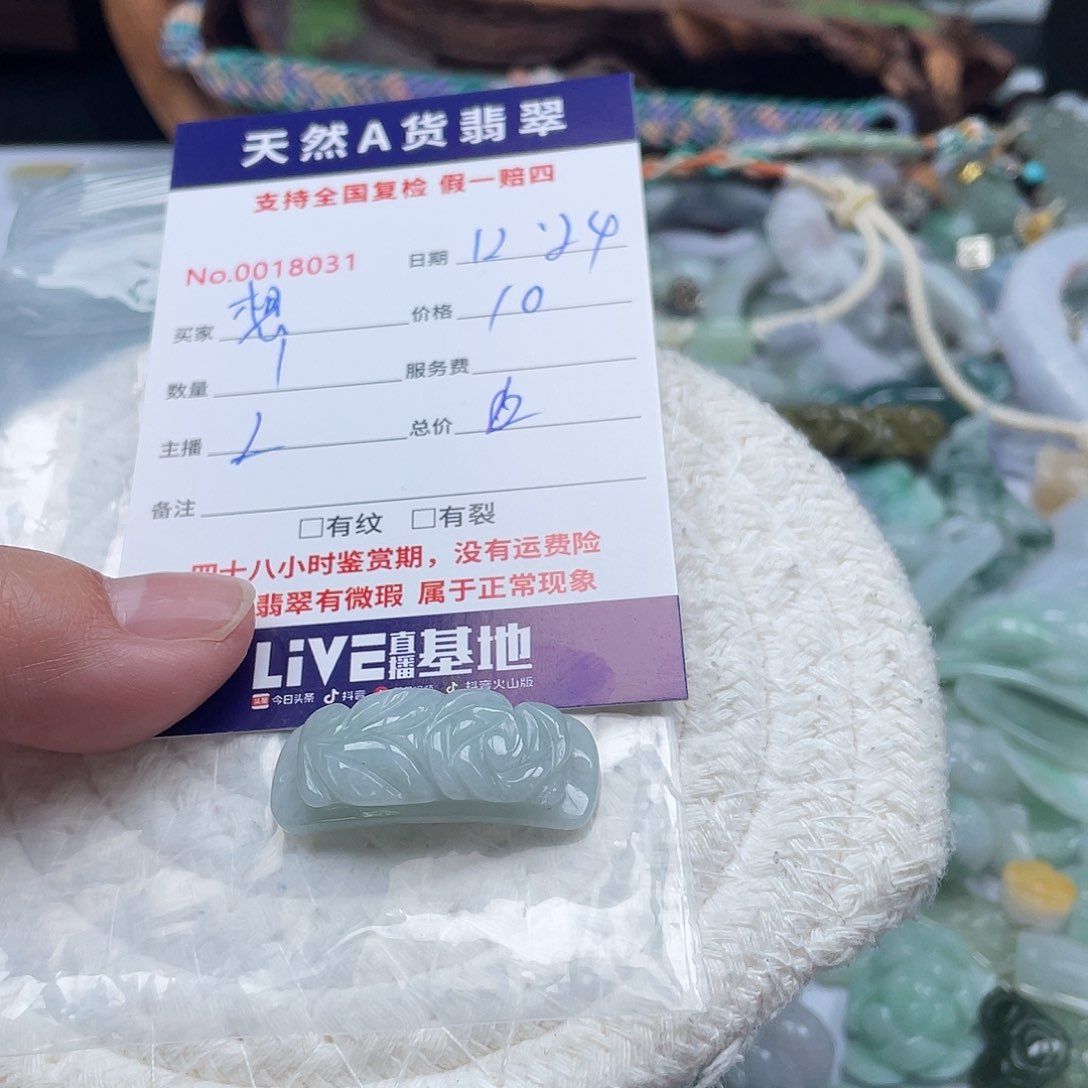 天然A货翡翠
支持全国复检 假一赔四
No.0018031 日期 12·24
买家 想 价格 10
数量 1 服务费
主播 L 总价
备注
□有纹 □有裂
四十八小时鉴赏期，没有运费险
翡翠有微瑕 属于正常现象
LiVE直播基地
今日头条 抖音 抖音火山版